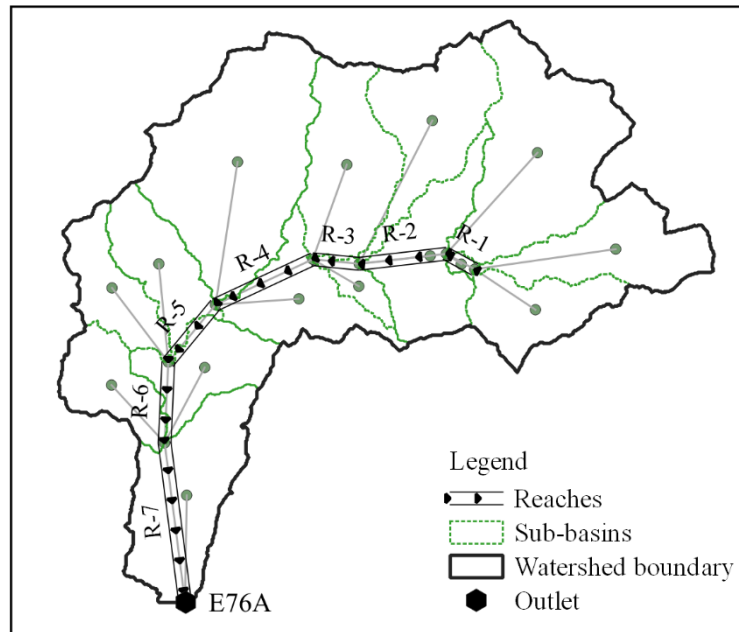 R-1
R-2
R-3
R-4
R-5
R-6
R-7
E76A
Legend
Reaches
Sub-basins
Watershed boundary
Outlet